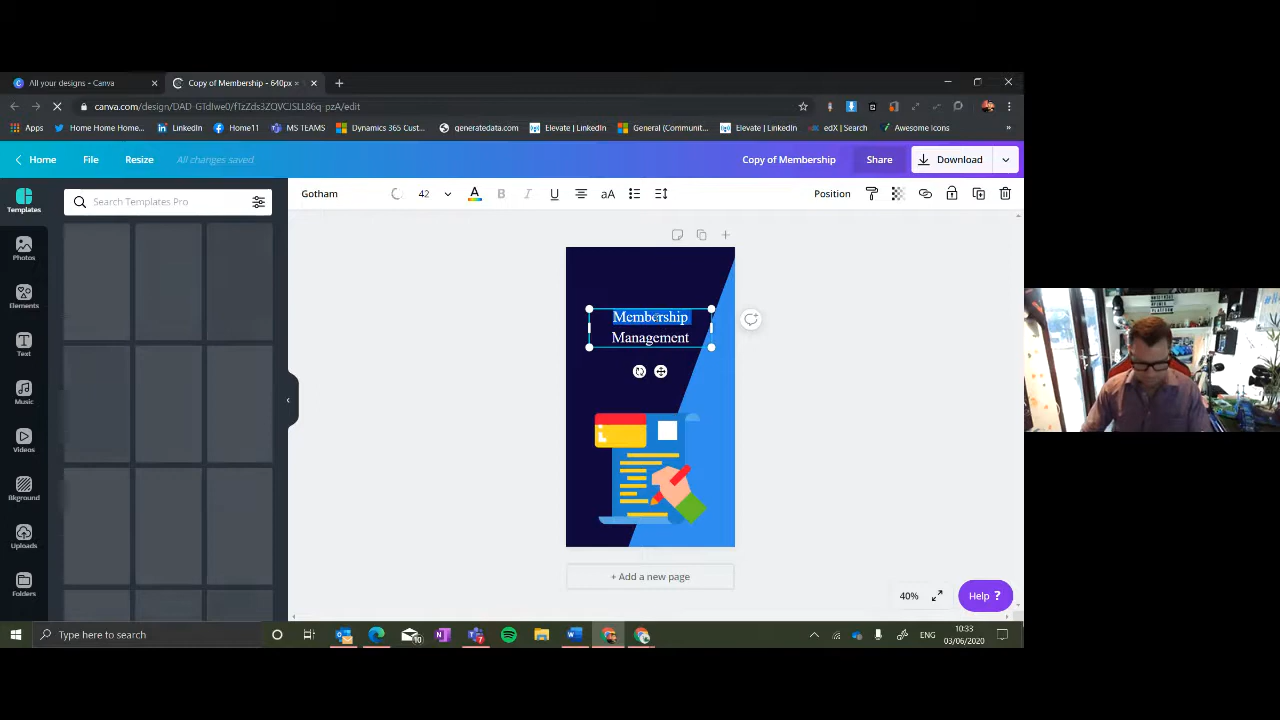 All your designs - Canva
Copy of Membership - 640px ×
canva.com/design/DAD
/edit
Apps
Home Home Home...
LinkedIn
Home11
MS TEAMS
Dynamics 365 Cust...
generatedata.com
Elevate | LinkedIn
General (Communit...
Elevate | LinkedIn
edX | Search
Awesome Icons
»
Home
File
Resize
All changes saved
Copy of Membership
Share
Download
Templates
Search Templates Pro
Gotham
42
A
B
I
U
aA
Position
Photos
Elements
Text
Music
Videos
Bkground
Uploads
Folders
Membership
Management
+ Add a new page
40%
Help ?
Type here to search
ENG
10:33
03/06/2020